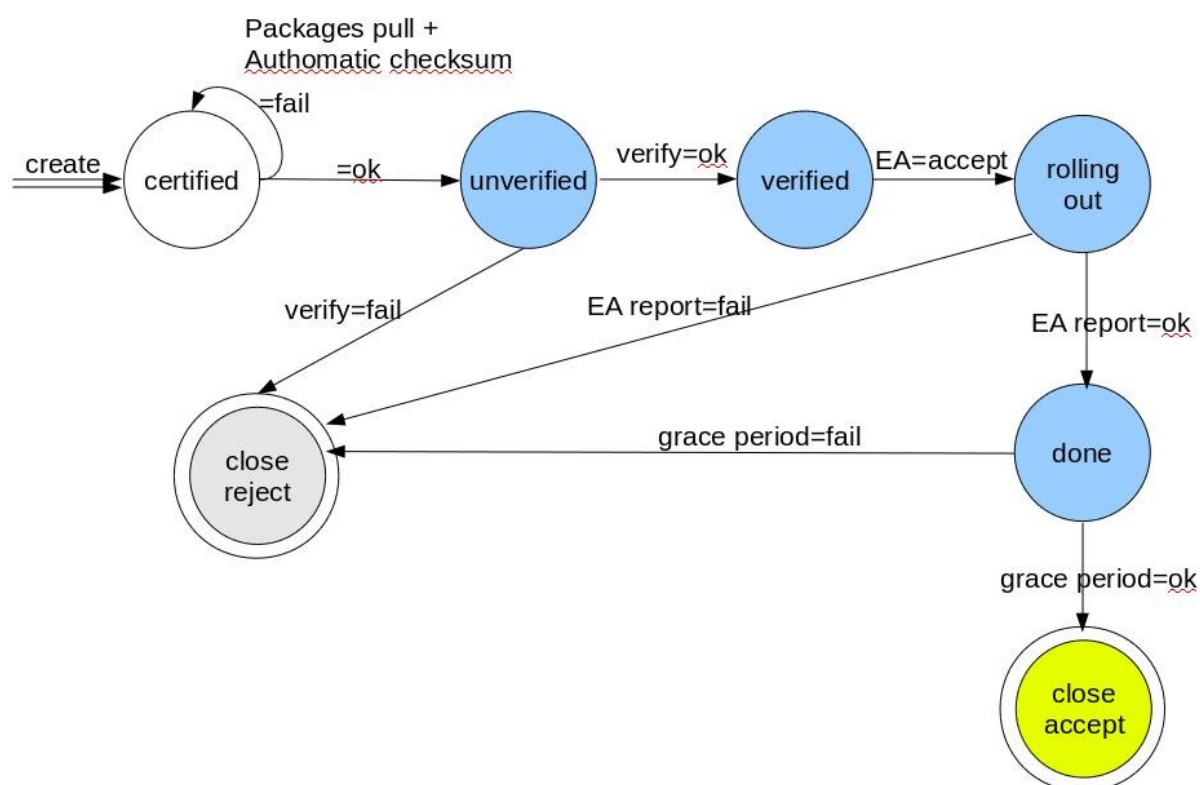 Packages pull +
Authomatic checksum
=fail
create
certified
=ok
unverified
verify=ok
verified
EA=accept
rolling
out
verify=fail
EA report=fail
EA report=ok
close
reject
grace period=fail
done
grace period=ok
close
accept